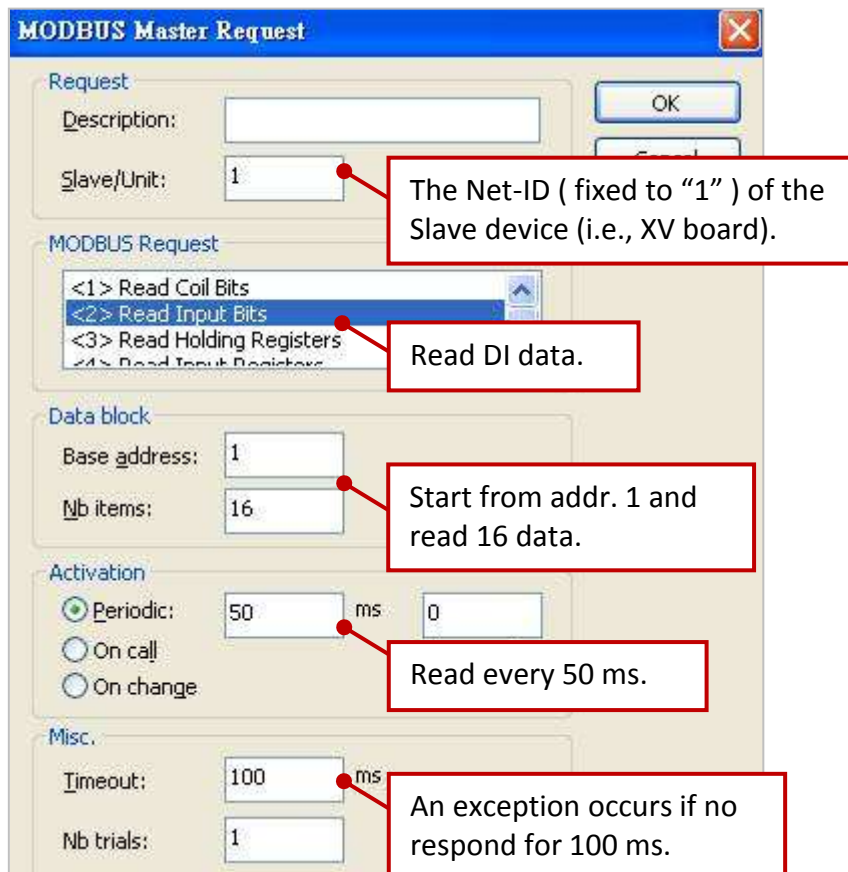 MODBUS Master Request
Request
OK
Description:
Slave/Unit:
1
The Net-ID ( fixed to “1” ) of the
Slave device (i.e., XV board).
MODBUS Request
<1> Read Coil Bits
<2> Read Input Bits
<3> Read Holding Registers
<4> Read Input Registers
Read DI data.
Data block
Base address:
1
Nb items:
16
Start from addr. 1 and
read 16 data.
Activation
Periodic:
50
ms
0
On call
On change
Read every 50 ms.
Misc.
Timeout:
100
ms
An exception occurs if no
respond for 100 ms.
Nb trials:
1